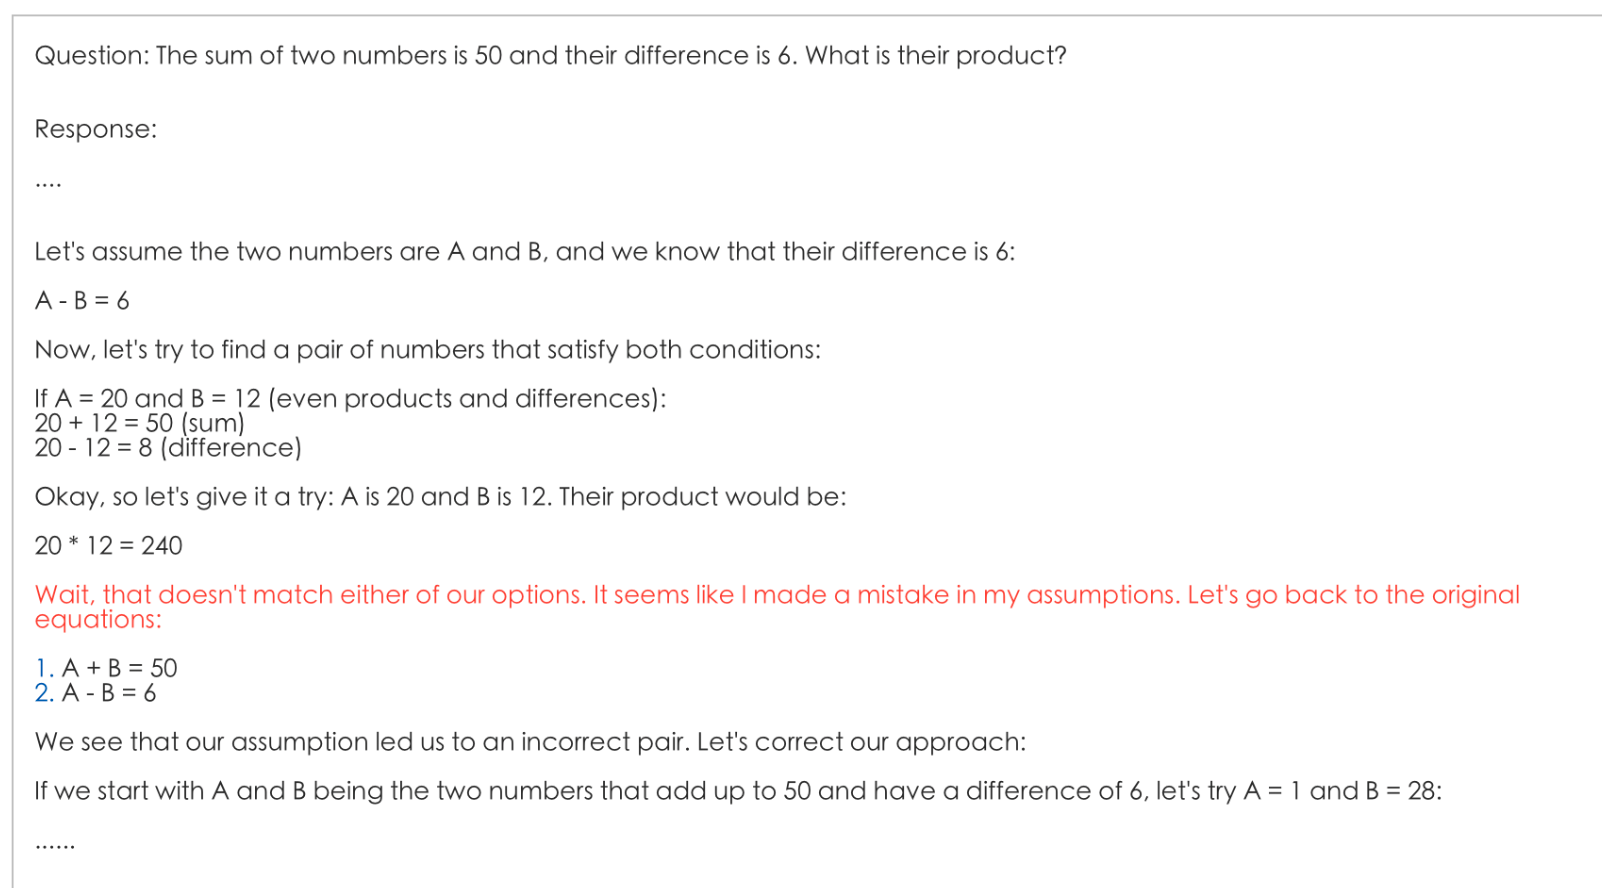 Question: The sum of two numbers is 50 and their difference is 6. What is their product?
Response:
....
Let's assume the two numbers are A and B, and we know that their difference is 6:
A - B = 6
Now, let's try to find a pair of numbers that satisfy both conditions:
If A = 20 and B = 12 (even products and differences):
20 + 12 = 50 (sum)
20 - 12 = 8 (difference)
Okay, so let's give it a try: A is 20 and B is 12. Their product would be:
20 * 12 = 240
Wait, that doesn't match either of our options. It seems like I made a mistake in my assumptions. Let's go back to the original
equations:
1. A + B = 50
2. A - B = 6
We see that our assumption led us to an incorrect pair. Let's correct our approach:
If we start with A and B being the two numbers that add up to 50 and have a difference of 6, let's try A = 1 and B = 28:
......